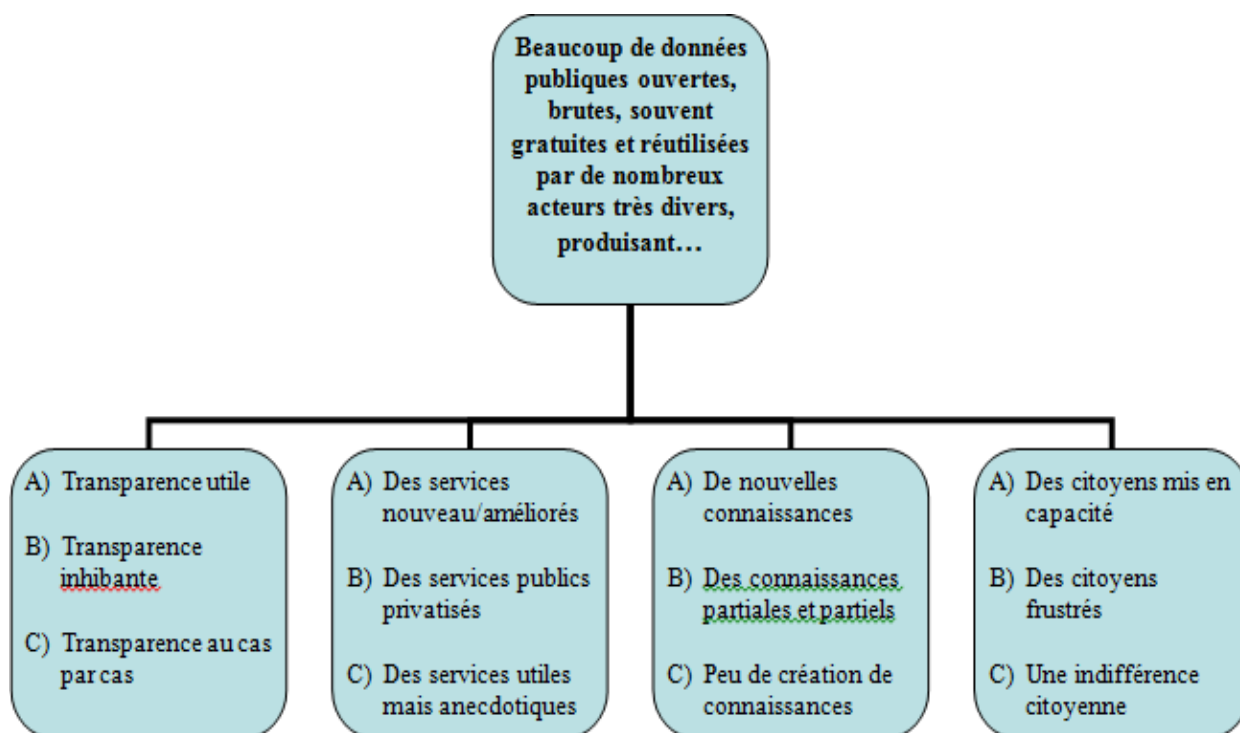 Beaucoup de données
publiques ouvertes,
brutes, souvent
gratuites et réutilisées
par de nombreux
acteurs très divers,
produisant…
A) Transparence utile
B) Transparence
inhibante
C) Transparence au cas
par cas
A) Des services
nouveau/améliorés
B) Des services publics
privatisés
C) Des services utiles
mais anecdotiques
A) De nouvelles
connaissances
B) Des connaissances
partiales et partiels
C) Peu de création de
connaissances
A) Des citoyens mis en
capacité
B) Des citoyens
frustrés
C) Une indifférence
citoyenne